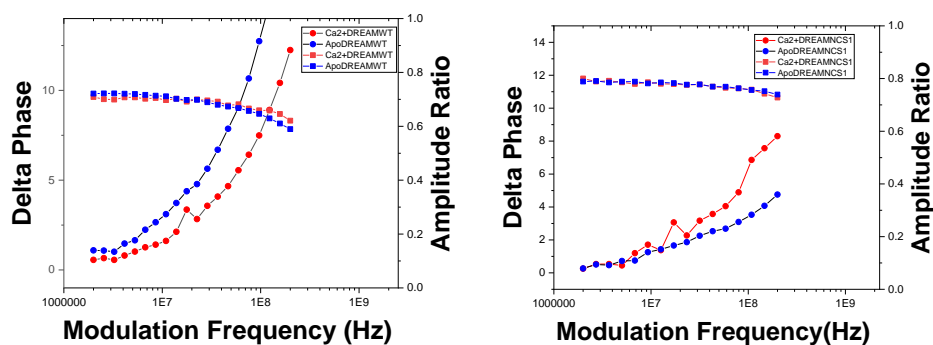 Delta Phase
10
5
0
Ca2+DREAMWT
ApoDREAMWT
Ca2+DREAMWT
ApoDREAMWT
1.0
0.8
0.6
0.4
0.2
0.0
Amplitude Ratio
1000000 1E7 1E8 1E9
Modulation Frequency (Hz)
Delta Phase
14
12
10
8
6
4
2
0
Ca2+DREAMNCS1
ApoDREAMNCS1
Ca2+DREAMNCS1
ApoDREAMNCS1
1.0
0.8
0.6
0.4
0.2
0.0
Amplitude Ratio
1000000 1E7 1E8 1E9
Modulation Frequency(Hz)